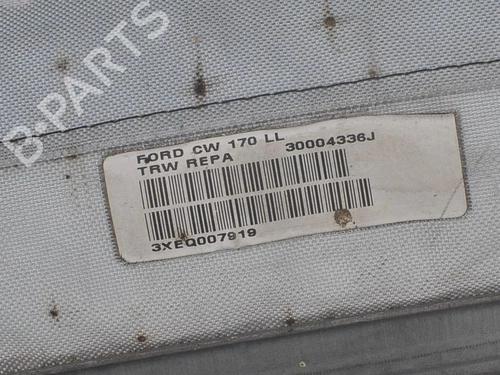 B-PARTS
FORD CW 170 LL
TRW REPA 30004336J
3XEQ007919